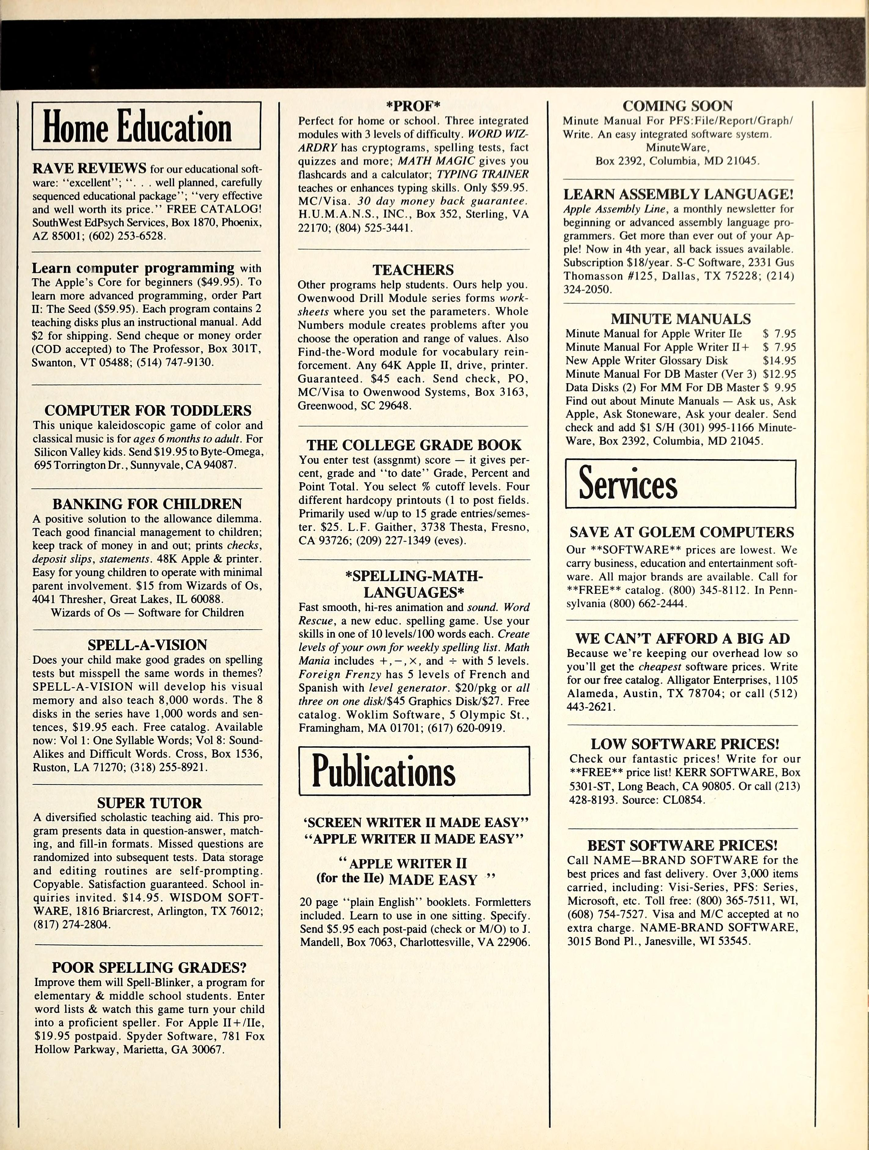 Home Education
RAVE REVIEWS for our educational soft-
ware: "excellent"; ". . . well planned, carefully
sequenced educational package"; "very effective
and well worth its price." FREE CATALOG!
SouthWest EdPsych Services, Box 1870, Phoenix,
AZ 85001; (602) 253-6528.
Learn computer programming with
The Apple's Core for beginners ($49.95). To
learn more advanced programming, order Part
II: The Seed ($59.95). Each program contains 2
teaching disks plus an instructional manual. Add
$2 for shipping. Send cheque or money order
(COD accepted) to The Professor, Box 301T,
Swanton, VT 05488; (514) 747-9130.
COMPUTER FOR TODDLERS
This unique kaleidoscopic game of color and
classical music is for ages 6 months to adult. For
Silicon Valley kids. Send $19.95 to Byte-Omega,
695 Torrington Dr., Sunnyvale, CA 94087.
BANKING FOR CHILDREN
A positive solution to the allowance dilemma.
Teach good financial management to children;
keep track of money in and out; prints checks,
deposit slips, statements. 48K Apple & printer.
Easy for young children to operate with minimal
parent involvement. $15 from Wizards of Os,
4041 Thresher, Great Lakes, IL 60088.
Wizards of Os — Software for Children
SPELL-A-VISION
Does your child make good grades on spelling
tests but misspell the same words in themes?
SPELL-A-VISION will develop his visual
memory and also teach 8,000 words. The 8
disks in the series have 1,000 words and sen-
tences, $19.95 each. Free catalog. Available
now: Vol 1: One Syllable Words; Vol 8: Sound-
Alikes and Difficult Words. Cross, Box 1536,
Ruston, LA 71270; (318) 255-8921.
SUPER TUTOR
A diversified scholastic teaching aid. This pro-
gram presents data in question-answer, match-
ing, and fill-in formats. Missed questions are
randomized into subsequent tests. Data storage
and editing routines are self-prompting.
Copyable. Satisfaction guaranteed. School in-
quiries invited. $14.95. WISDOM SOFT-
WARE, 1816 Briarcrest, Arlington, TX 76012;
(817) 274-2804.
POOR SPELLING GRADES?
Improve them will Spell-Blinker, a program for
elementary & middle school students. Enter
word lists & watch this game turn your child
into a proficient speller. For Apple II+/IIe,
$19.95 postpaid. Spyder Software, 781 Fox
Hollow Parkway, Marietta, GA 30067.
*PROF*
Perfect for home or school. Three integrated
modules with 3 levels of difficulty. WORD WIZ-
ARDRY has cryptograms, spelling tests, fact
quizzes and more; MATH MAGIC gives you
flashcards and a calculator; TYPING TRAINER
teaches or enhances typing skills. Only $59.95.
MC/Visa. 30 day money back guarantee.
H.U.M.A.N.S., INC., Box 352, Sterling, VA
22170; (804) 525-3441.
TEACHERS
Other programs help students. Ours help you.
Owenwood Drill Module series forms work-
sheets where you set the parameters. Whole
Numbers module creates problems after you
choose the operation and range of values. Also
Find-the-Word module for vocabulary rein-
forcement. Any 64K Apple II, drive, printer.
Guaranteed. $45 each. Send check, PO,
MC/Visa to Owenwood Systems, Box 3163,
Greenwood, SC 29648.
THE COLLEGE GRADE BOOK
You enter test (assgnmt) score — it gives per-
cent, grade and "to date" Grade, Percent and
Point Total. You select % cutoff levels. Four
different hardcopy printouts (1 to post fields.
Primarily used w/up to 15 grade entries/semes-
ter. $25. L.F. Gaither, 3738 Thesta, Fresno,
CA 93726; (209) 227-1349 (eves).
*SPELLING-MATH-
LANGUAGES*
Fast smooth, hi-res animation and sound. Word
Rescue, a new educ. spelling game. Use your
skills in one of 10 levels/100 words each. Create
levels of your own for weekly spelling list. Math
Mania includes +,−,×, and ÷ with 5 levels.
Foreign Frenzy has 5 levels of French and
Spanish with level generator. $20/pkg or all
three on one disk/$45 Graphics Disk/$27. Free
catalog. Woklim Software, 5 Olympic St.,
Framingham, MA 01701; (617) 620-0919.
Publications
'SCREEN WRITER II MADE EASY"
"APPLE WRITER II MADE EASY"
"APPLE WRITER II
(for the IIe) MADE EASY "
20 page "plain English" booklets. Formletters
included. Learn to use in one sitting. Specify.
Send $5.95 each post-paid (check or M/O) to J.
Mandell, Box 7063, Charlottesville, VA 22906.
COMING SOON
Minute Manual For PFS:File/Report/Graph/
Write. An easy integrated software system.
MinuteWare,
Box 2392, Columbia, MD 21045.
LEARN ASSEMBLY LANGUAGE!
Apple Assembly Line, a monthly newsletter for
beginning or advanced assembly language pro-
grammers. Get more than ever out of your Ap-
ple! Now in 4th year, all back issues available.
Subscription $18/year. S-C Software, 2331 Gus
Thomasson #125, Dallas, TX 75228; (214)
324-2050.
MINUTE MANUALS
Minute Manual for Apple Writer IIe $ 7.95
Minute Manual For Apple Writer II+ $ 7.95
New Apple Writer Glossary Disk $14.95
Minute Manual For DB Master (Ver 3) $12.95
Data Disks (2) For MM For DB Master $ 9.95
Find out about Minute Manuals — Ask us, Ask
Apple, Ask Stoneware, Ask your dealer. Send
check and add $1 S/H (301) 995-1166 Minute-
Ware, Box 2392, Columbia, MD 21045.
Services
SAVE AT GOLEM COMPUTERS
Our **SOFTWARE** prices are lowest. We
carry business, education and entertainment soft-
ware. All major brands are available. Call for
**FREE** catalog. (800) 345-8112. In Penn-
sylvania (800) 662-2444.
WE CAN'T AFFORD A BIG AD
Because we're keeping our overhead low so
you'll get the cheapest software prices. Write
for our free catalog. Alligator Enterprises, 1105
Alameda, Austin, TX 78704; or call (512)
443-2621.
LOW SOFTWARE PRICES!
Check our fantastic prices! Write for our
**FREE** price list! KERR SOFTWARE, Box
5301-ST, Long Beach, CA 90805. Or call (213)
428-8193. Source: CL0854.
BEST SOFTWARE PRICES!
Call NAME—BRAND SOFTWARE for the
best prices and fast delivery. Over 3,000 items
carried, including: Visi-Series, PFS: Series,
Microsoft, etc. Toll free: (800) 365-7511, WI,
(608) 754-7527. Visa and M/C accepted at no
extra charge. NAME-BRAND SOFTWARE,
3015 Bond Pl., Janesville, WI 53545.